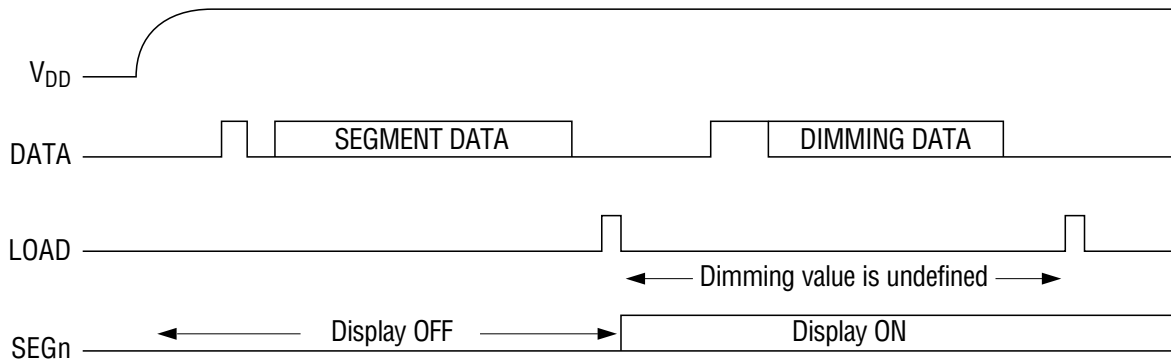 VDD
DATA
SEGMENT DATA
DIMMING DATA
LOAD
Dimming value is undefined
SEGn
Display OFF
Display ON